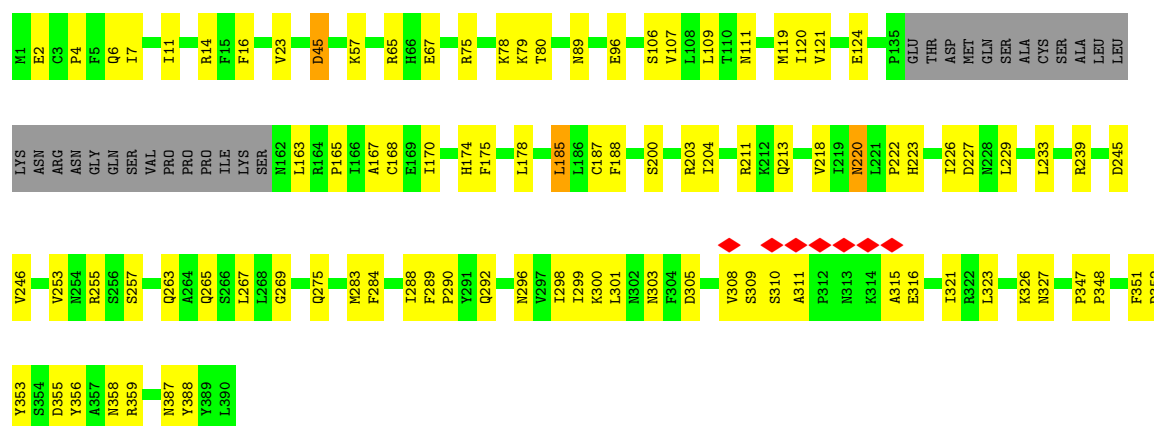 M1 E2 C3 P4 F5 Q6 I7 I11 R14 F15 F16 V23 D45 K57 R65 H66 E67 R75 K78 K79 T80 N89 E96 S106 V107 L108 L109 T110 N111 M119 I120 V121 E124 P135 GLU THR ASP MET GLN SER ALA CYS SER ALA LEU LEU
LYS ASN ARG ASN GLY GLN SER VAL PRO PRO PRO ILE LYS SER N162 L163 R164 P165 I166 A167 C168 E169 I170 H174 F175 L178 L185 L186 C187 F188 S200 R203 I204 R211 K212 Q213 V218 I219 N220 L221 P222 H223 I226 D227 N228 L229 L233 R239 D245
V246 V253 N254 R255 S256 S257 Q263 A264 Q265 S266 L267 L268 G269 Q275 M283 F284 I288 F289 P290 Y291 Q292 N296 V297 I298 I299 K300 L301 N302 N303 F304 D305 V308 S309 S310 A311 P312 N313 K314 A315 E316 I321 R322 L323 K326 N327 P347 P348 F351
Y353 S354 D355 Y356 A357 N358 R359 N387 Y388 Y389 L390